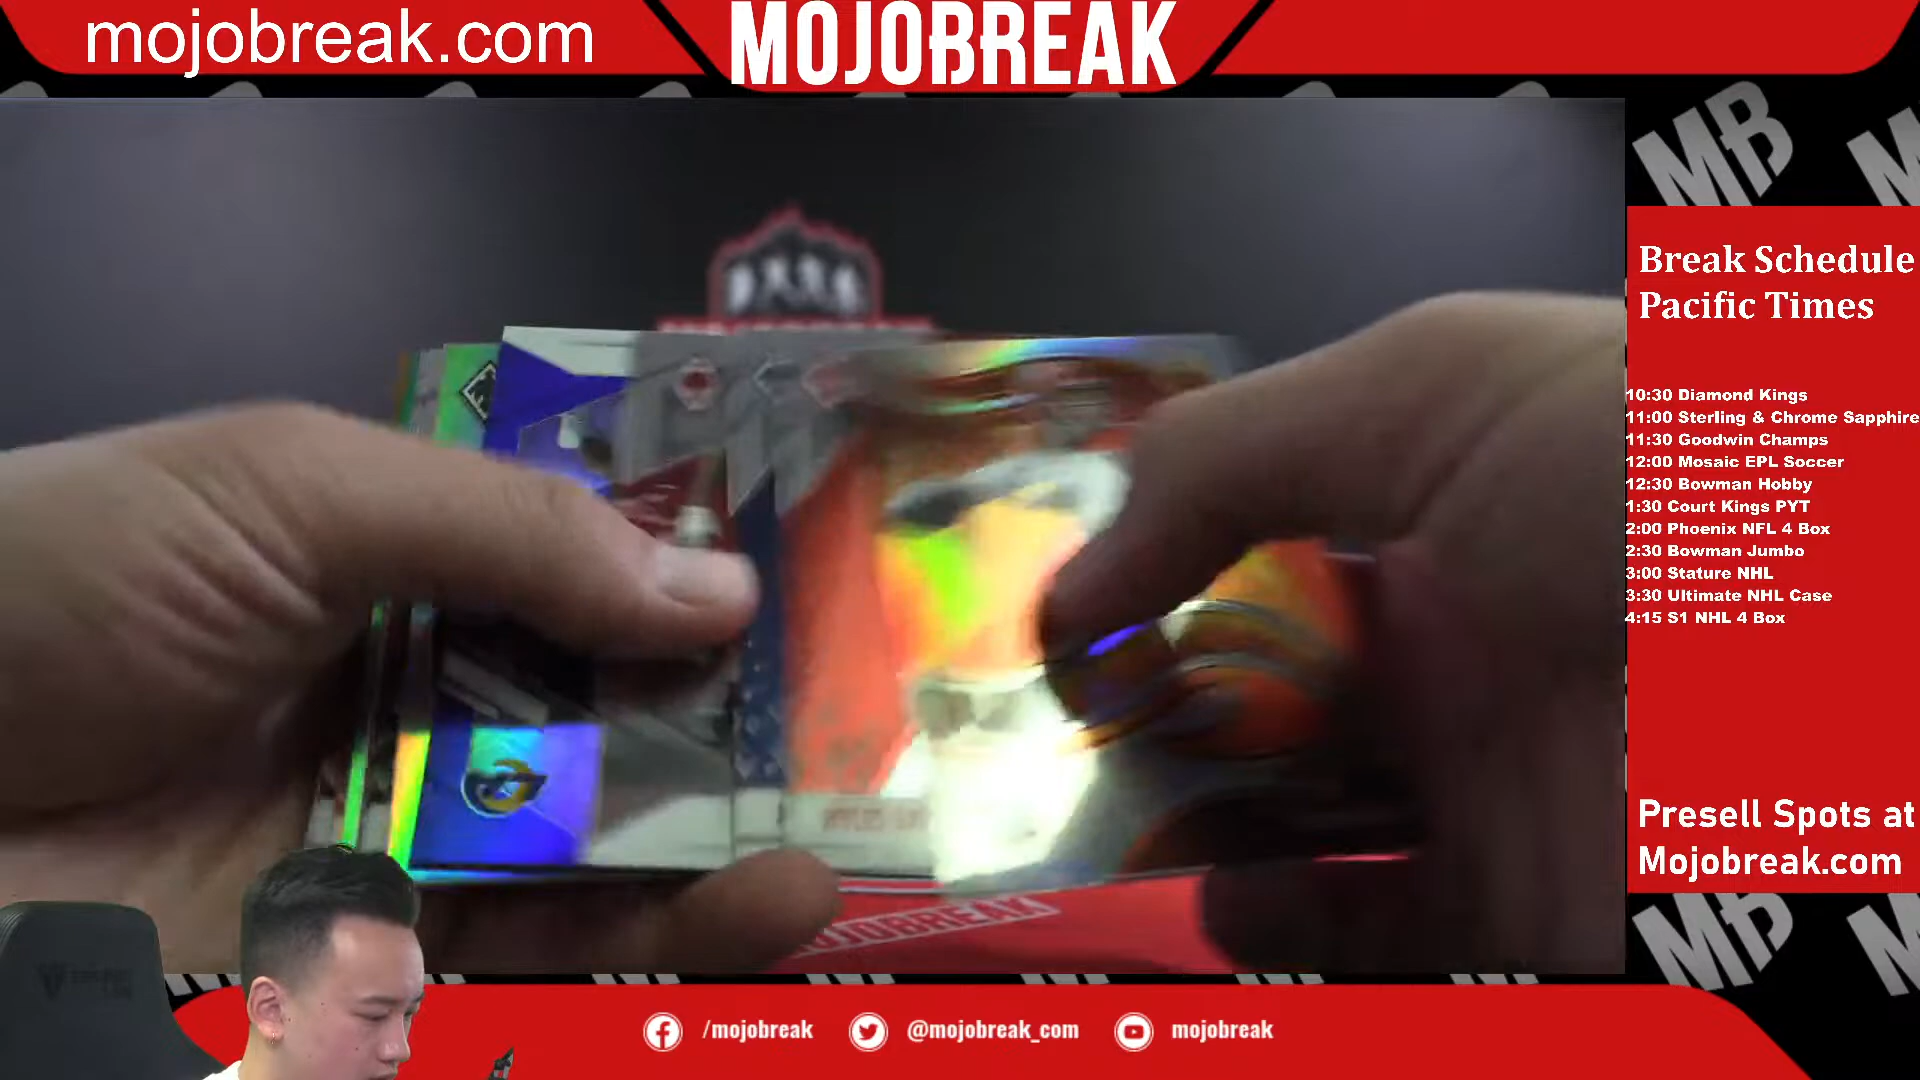 mojobreak.com
MOJOBREAK
Break Schedule
Pacific Times
10:30 Diamond Kings
11:00 Sterling & Chrome Sapphire
11:30 Goodwin Champs
12:00 Mosaic EPL Soccer
12:30 Bowman Hobby
1:30 Court Kings PYT
2:00 Phoenix NFL 4 Box
2:30 Bowman Jumbo
3:00 Stature NHL
3:30 Ultimate NHL Case
4:15 S1 NHL 4 Box
Presell Spots at
Mojobreak.com
MB
MB
MOJOBREAK
/mojobreak
@mojobreak_com
mojobreak